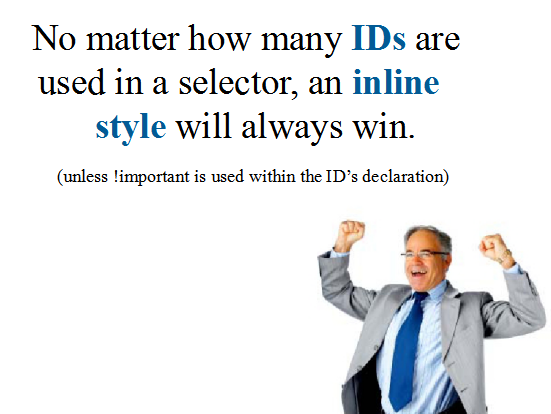 No matter how many IDs are
used in a selector, an inline
style will always win.
(unless !important is used within the ID’s declaration)